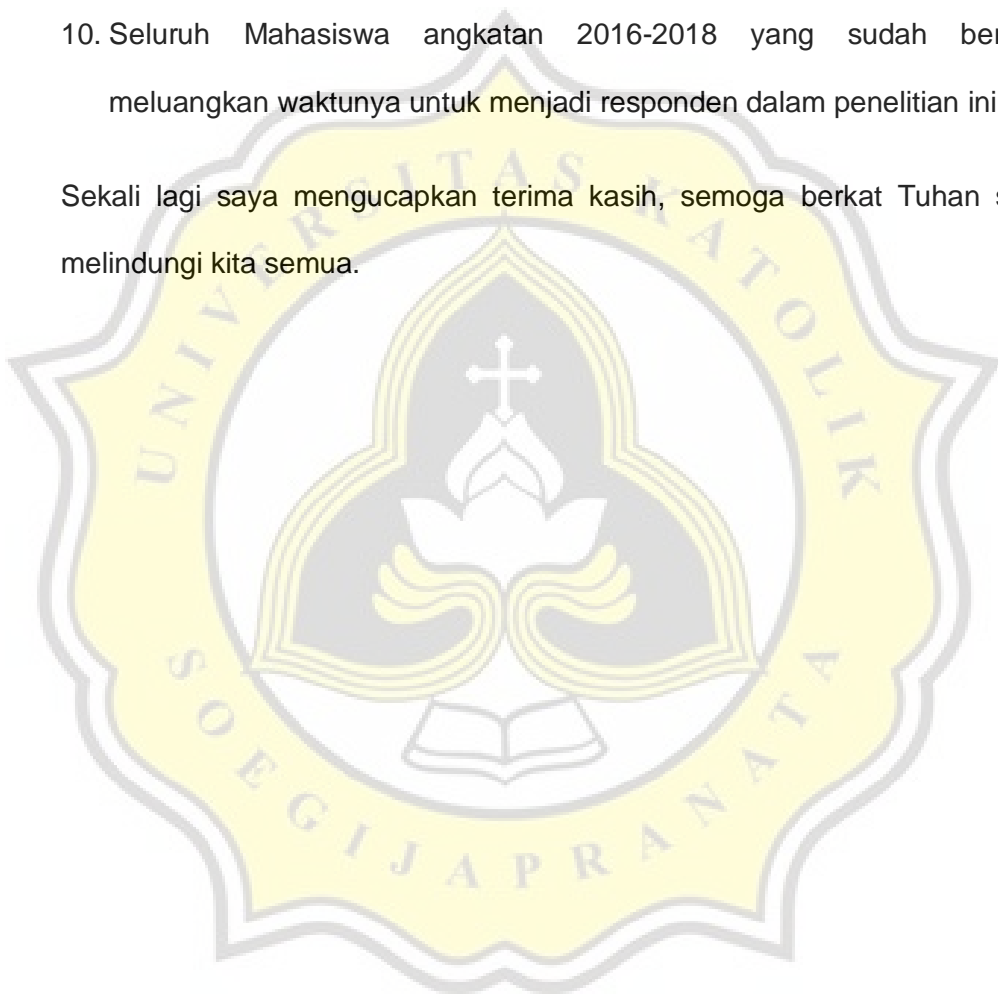 10. Seluruh Mahasiswa angkatan 2016-2018 yang sudah
meluangkan waktunya untuk menjadi responden dalam penelitian ini
Sekali lagi saya mengucapkan terima kasih, semoga berkat Tuhan
melindungi kita semua.
UNIVERSITAS KATOLIK
SOEGIJAPRANATA